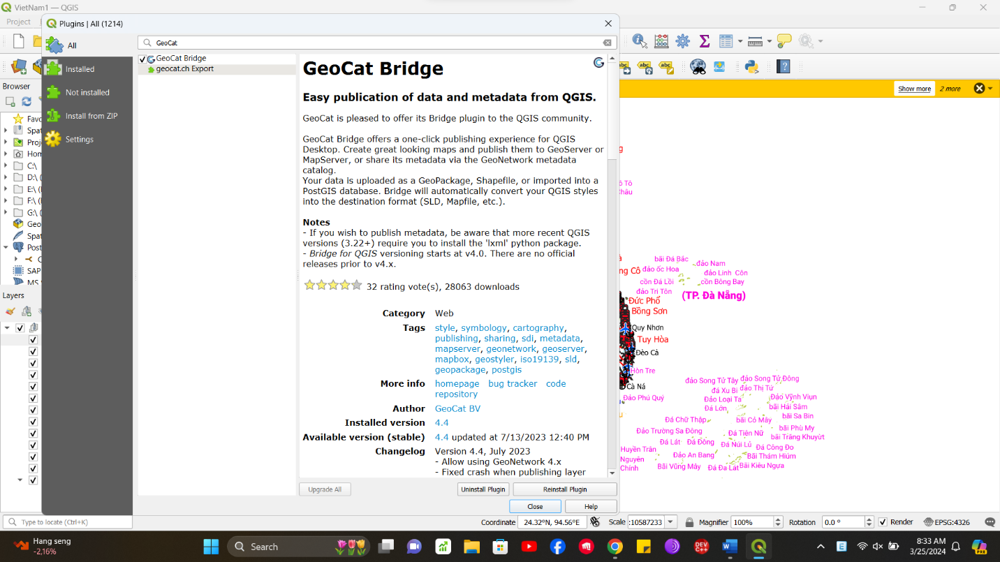 VietNam1 — QGIS
Project
Plugins | All (1214)
All
GeoCat
Installed
Not installed
Install from ZIP
Settings
GeoCat Bridge
geocat.ch Export
GeoCat Bridge
Easy publication of data and metadata from QGIS.
GeoCat is pleased to offer its Bridge plugin to the QGIS community.
GeoCat Bridge offers a one-click publishing experience for QGIS
Desktop. Create great looking maps and publish them to GeoServer or
MapServer, or share its metadata via the GeoNetwork metadata
catalog.
Your data is uploaded as a GeoPackage, Shapefile, or imported into a
PostGIS database. Bridge will automatically convert your QGIS styles
into the destination format (SLD, Mapfile, etc.).
Notes
- If you wish to publish metadata, be aware that more recent QGIS
versions (3.22+) require you to install the 'lxml' python package.
- Bridge for QGIS versioning starts at v4.0. There are no official
releases prior to v4.x.
32 rating vote(s), 28063 downloads
Category Web
Tags style, symbology, cartography,
publishing, sharing, sdi, metadata,
mapserver, geonetwork, geoserver,
mapbox, geostyler, iso19139, sld,
geopackage, postgis
More info homepage bug tracker code
repository
Author GeoCat BV
Installed version 4.4
Available version (stable) 4.4 updated at 7/13/2023 12:40 PM
Changelog Version 4.4, July 2023
- Allow using GeoNetwork 4.x
- Fixed crash when publishing layer
Upgrade All
Uninstall Plugin
Reinstall Plugin
Close
Help
Browser
Favo
Spat
Proje
Hom
C:\
D:\ (
E:\ (
F:\ (
G:\ (
Geo
Spat
Post
SAP
MS
Layers
abc
abc
abc
Show more
2 more
ô Tô
Châu
ng Cô
bãi Đá Bắc
đảo Nam
đảo ốc Hoa
đảo Linh Côn
cồn Đá Lồi
cồn Bông Bay
đảo Tri Tôn
(TP. Đà Nẵng)
Đức Phổ
Bồng Sơn
Quy Nhơn
Tuy Hòa
Đèo Cả
Hòn Tre
Cà Ná
Đảo Phú Quý
đảo Song Tử Tây
đảo Song Tử Đông
đá Xu Bi
đảo Thị Tứ
Đảo Loại Ta
Đảo Vỹnh Viụn
Đá Lớn
bãi Hải Sâm
bãi Sa Bin
Đá Chữ Thập
bãi Cỏ Mây
bãi Phù My
Đảo Trường Sa Đông
Đá Tiên Nữ
bãi Trăng Khuyừt
Đá Lát
Đá Đông
Đá Núi Lủ
Đá Công Đo
Huyền Trân
Đảo An Bang
Bãi Thám Hiúm
Nguyên
Chính
Bãi Vũng Mây
Đá Đa Lát
Bãi Kiêu Ngựa
Type to locate (Ctrl+K)
Coordinate 24.32°N, 94.56°E
Scale :10587233
Magnifier 100%
Rotation 0.0 °
Render
EPSG:4326
Hang seng
-2,16%
Search
DEV
C++
E
8:33 AM
3/25/2024
PRE